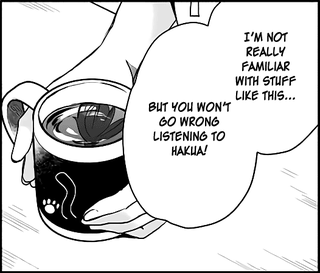 I'M NOT
REALLY
FAMILIAR
WITH STUFF
LIKE THIS...
BUT YOU WON'T
GO WRONG
LISTENING TO
HAKUA!